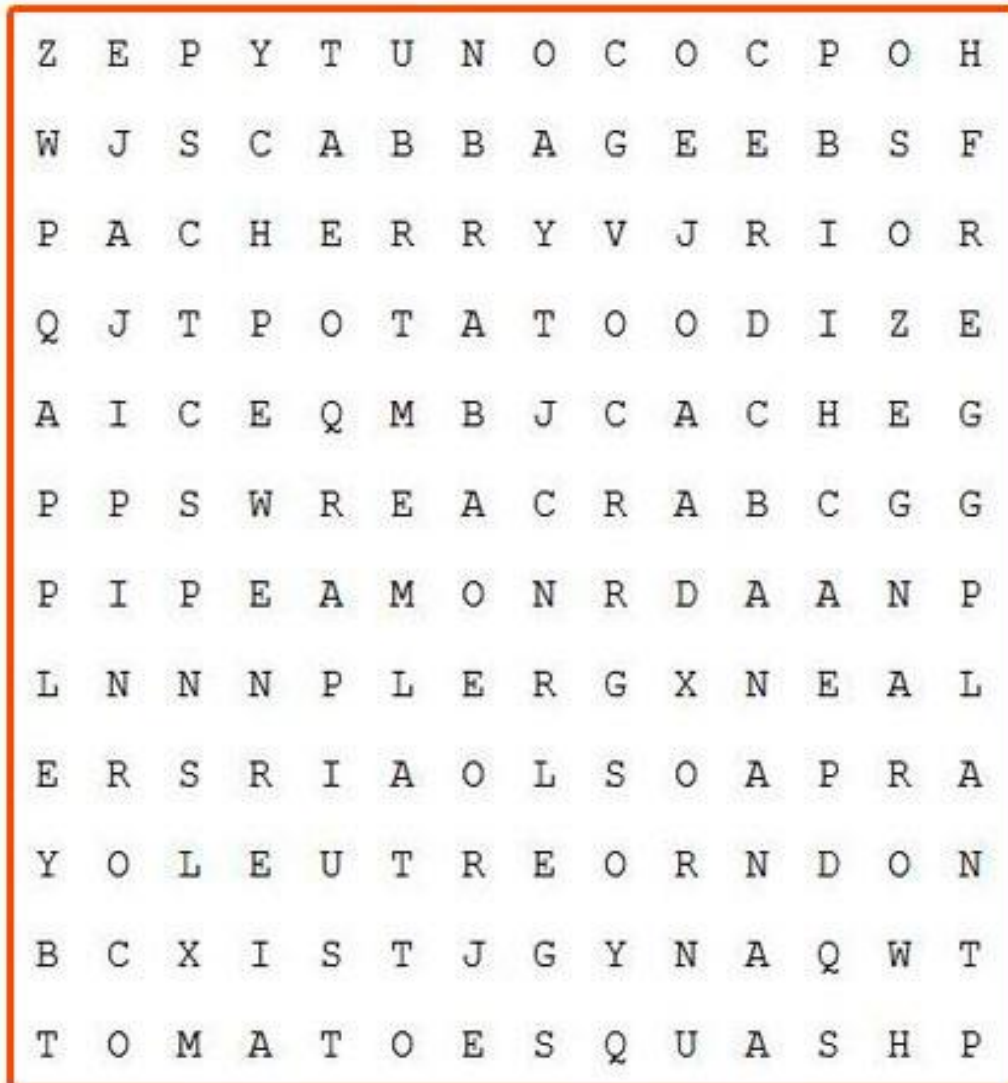 Z E P Y T U N O C O C P O H
W J S C A B B A G E E B S F
P A C H E R R Y V J R I O R
Q J T P O T A T O O D I Z E
A I C E Q M B J C A C H E G
P P S W R E A C R A B C G G
P I P E A M O N R D A A N P
L N N N P L E R G X N E A L
E R S R I A O L S O A P R A
Y O L E U T R E O R N D O N
B C X I S T J G Y N A Q W T
T O M A T O E S Q U A S H P